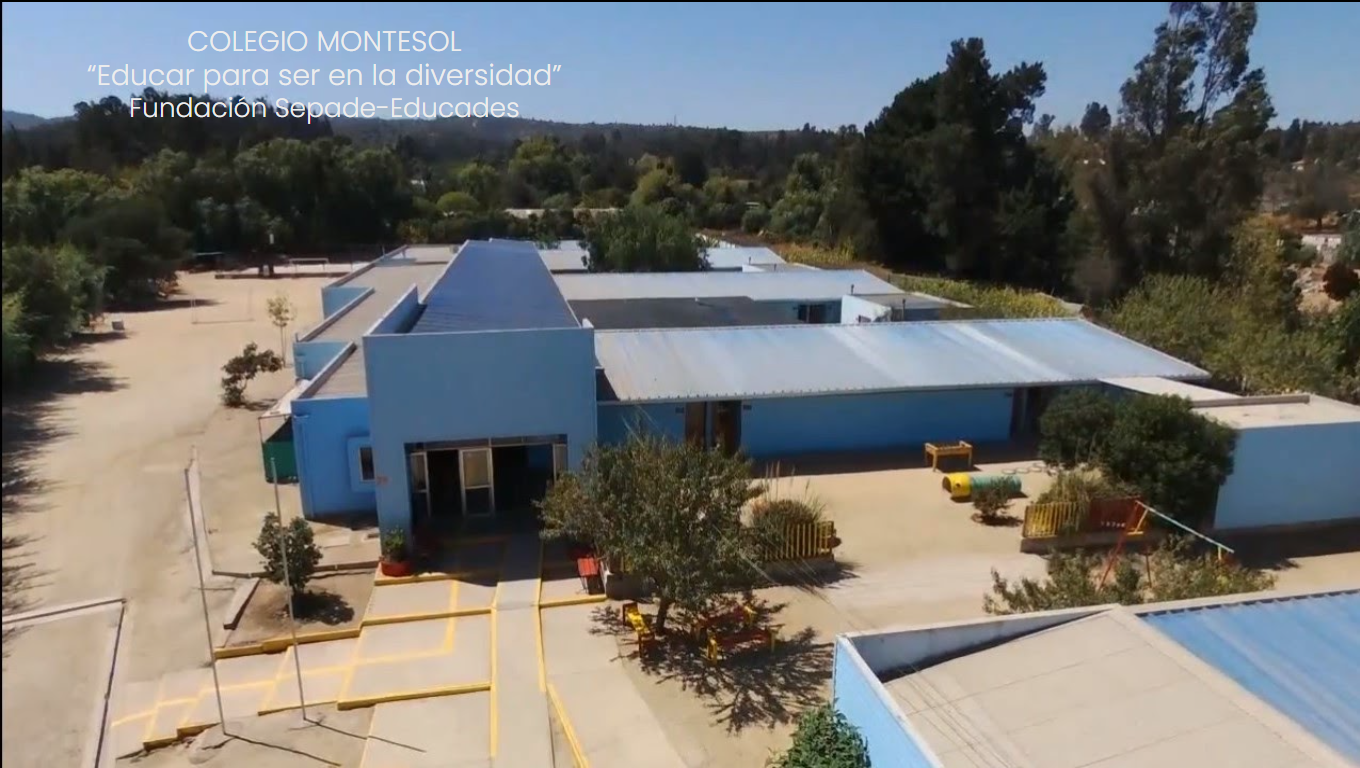 COLEGIO MONTESOL
“Educar para ser en la diversidad”
Fundación Sepade-Educades